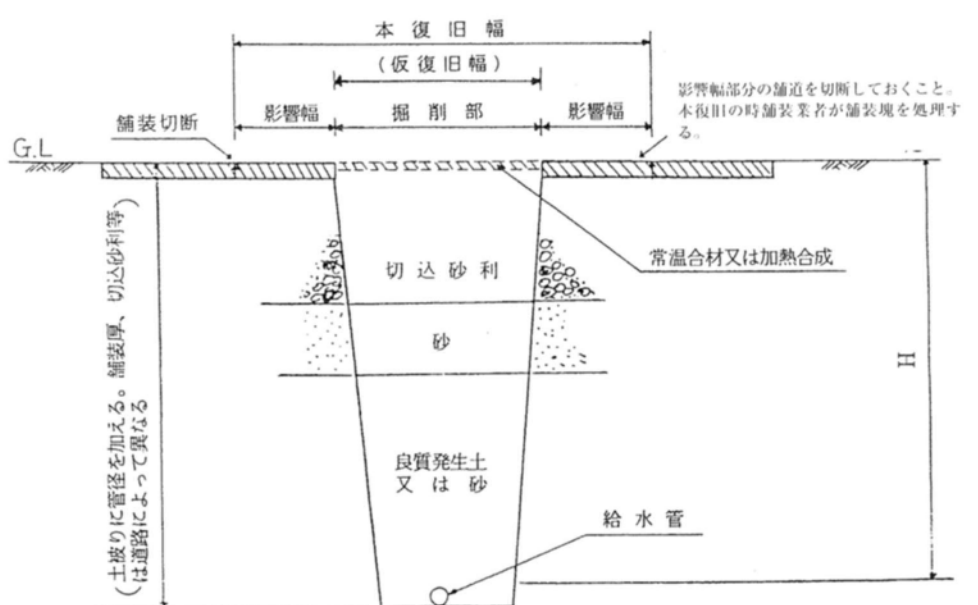 本復旧幅
(仮復旧幅)
影響幅
掘削部
影響幅
影響幅部分の舗道を切断しておくこと。
本復旧の時舗装業者が舗装塊を処理す
る。
舗装切断
G.L
常温合材又は加熱合成
切込砂利
砂
H
良質発生土
又は砂
給水管
(土被りに管径を加える。舗装厚、切込砂利等)
(は道路によって異なる